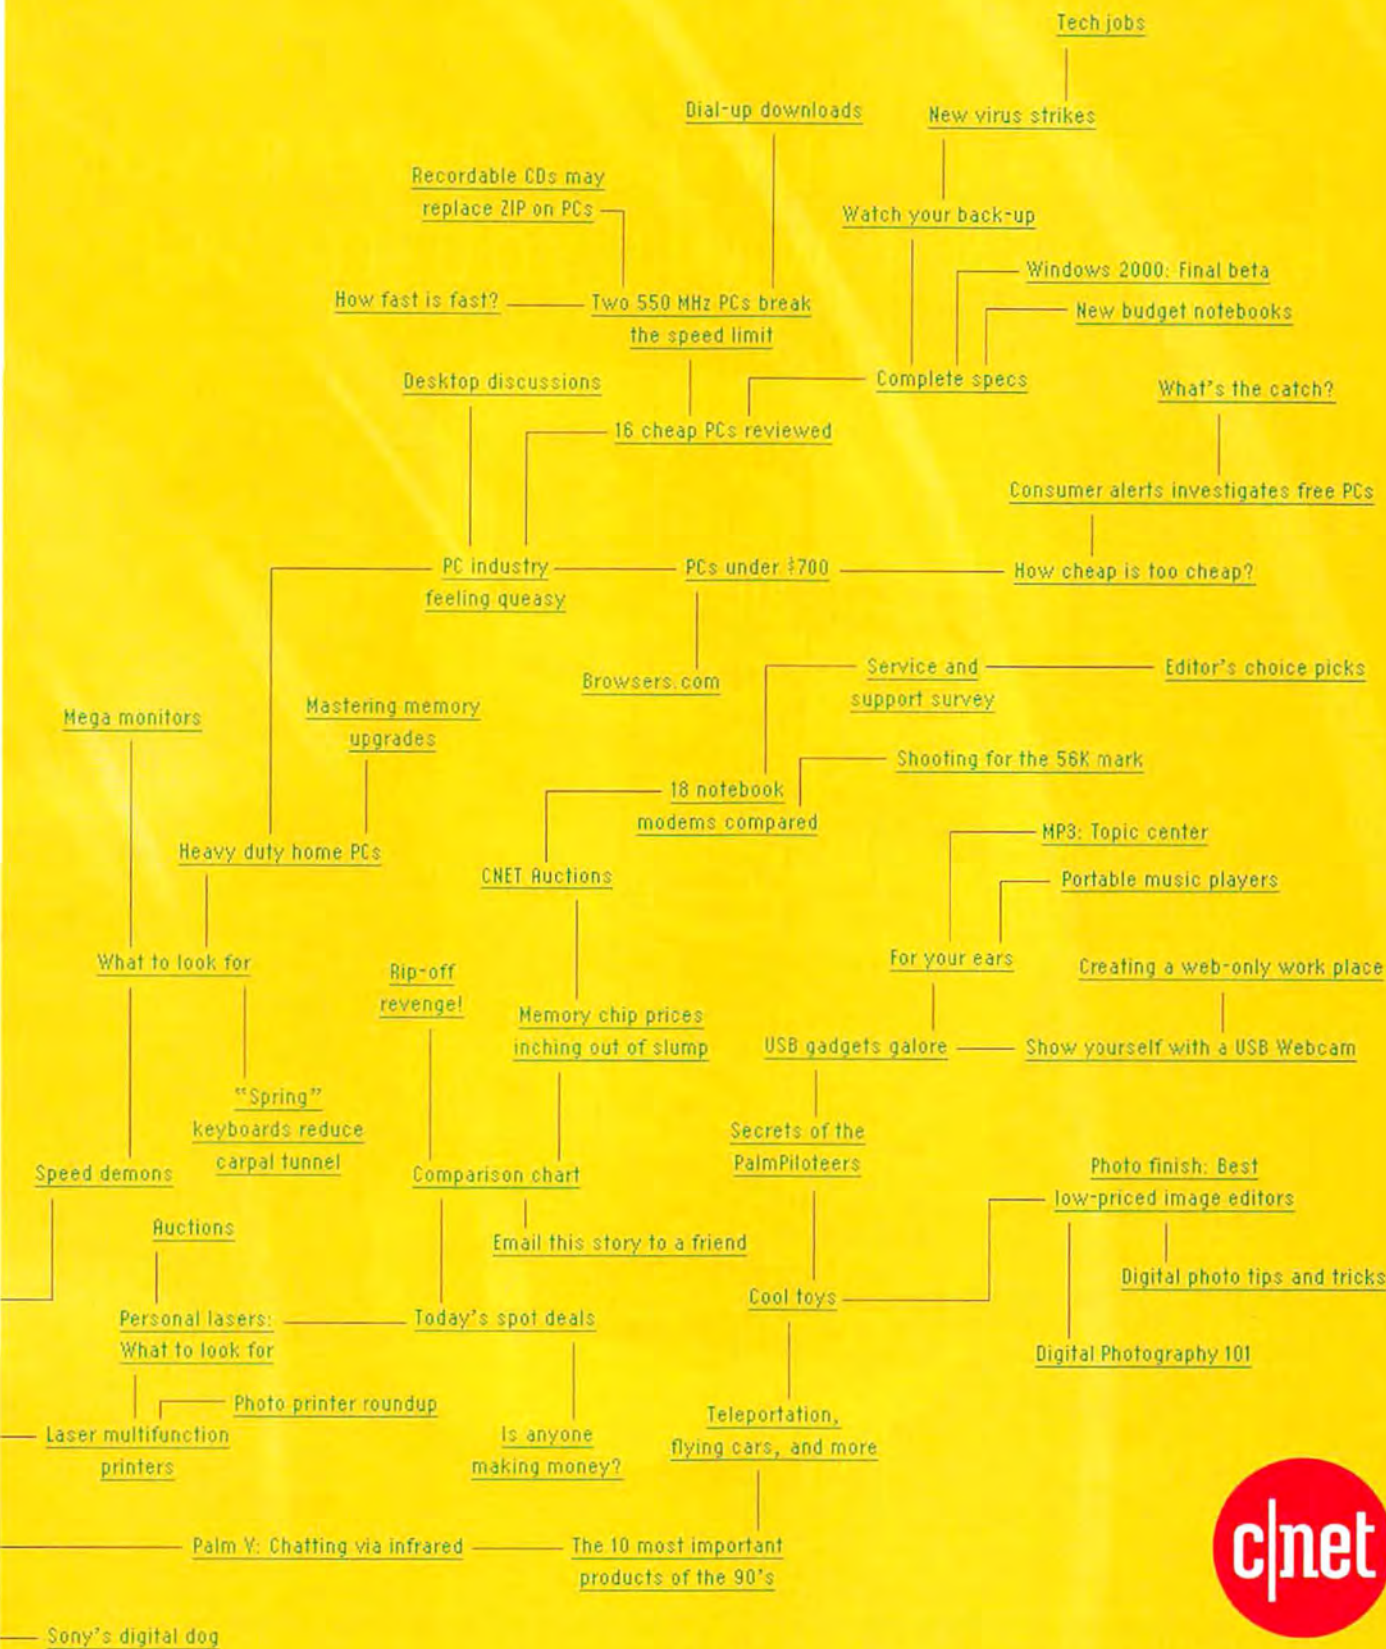 Tech jobs
Dial-up downloads
New virus strikes
Recordable CDs may
replace ZIP on PCs
Watch your back-up
Windows 2000: Final beta
How fast is fast?
Two 550 MHz PCs break
the speed limit
New budget notebooks
Desktop discussions
Complete specs
What's the catch?
16 cheap PCs reviewed
Consumer alerts investigates free PCs
PC industry
feeling queasy
PCs under $700
How cheap is too cheap?
Browsers.com
Service and
support survey
Editor's choice picks
Mega monitors
Mastering memory
upgrades
Shooting for the 56K mark
18 notebook
modems compared
MP3: Topic center
Heavy duty home PCs
CNET Auctions
Portable music players
What to look for
Rip-off
revenge!
For your ears
Creating a web-only work place
Memory chip prices
inching out of slump
USB gadgets galore
Show yourself with a USB Webcam
"Spring"
keyboards reduce
carpal tunnel
Secrets of the
PalmPiloteers
Speed demons
Comparison chart
Photo finish: Best
low-priced image editors
Auctions
Email this story to a friend
Digital photo tips and tricks
Cool toys
Personal lasers:
What to look for
Today's spot deals
Digital Photography 101
Photo printer roundup
Laser multifunction
printers
Is anyone
making money?
Teleportation,
flying cars, and more
Palm V: Chatting via infrared
The 10 most important
products of the 90's
c|net
Sony's digital dog